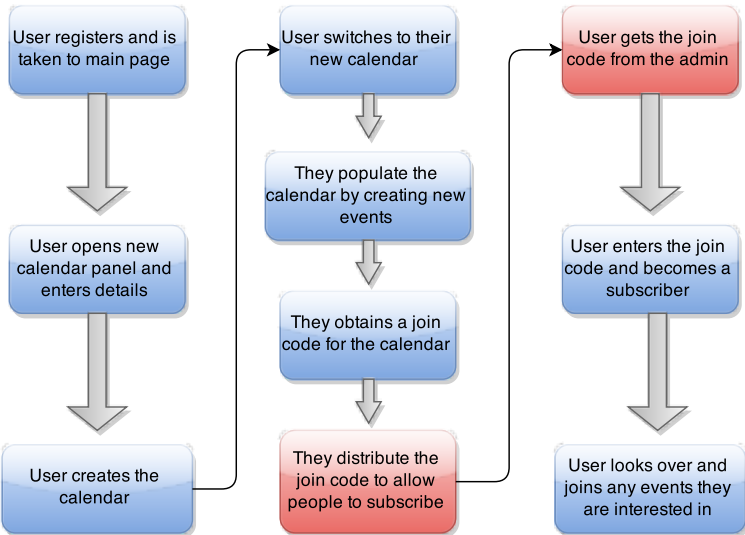 User registers and is
taken to main page
User opens new
calendar panel and
enters details
User creates the
calendar
User switches to their
new calendar
They populate the
calendar by creating new
events
They obtains a join
code for the calendar
They distribute the
join code to allow
people to subscribe
User gets the join
code from the admin
User enters the join
code and becomes a
subscriber
User looks over and
joins any events they
are interested in